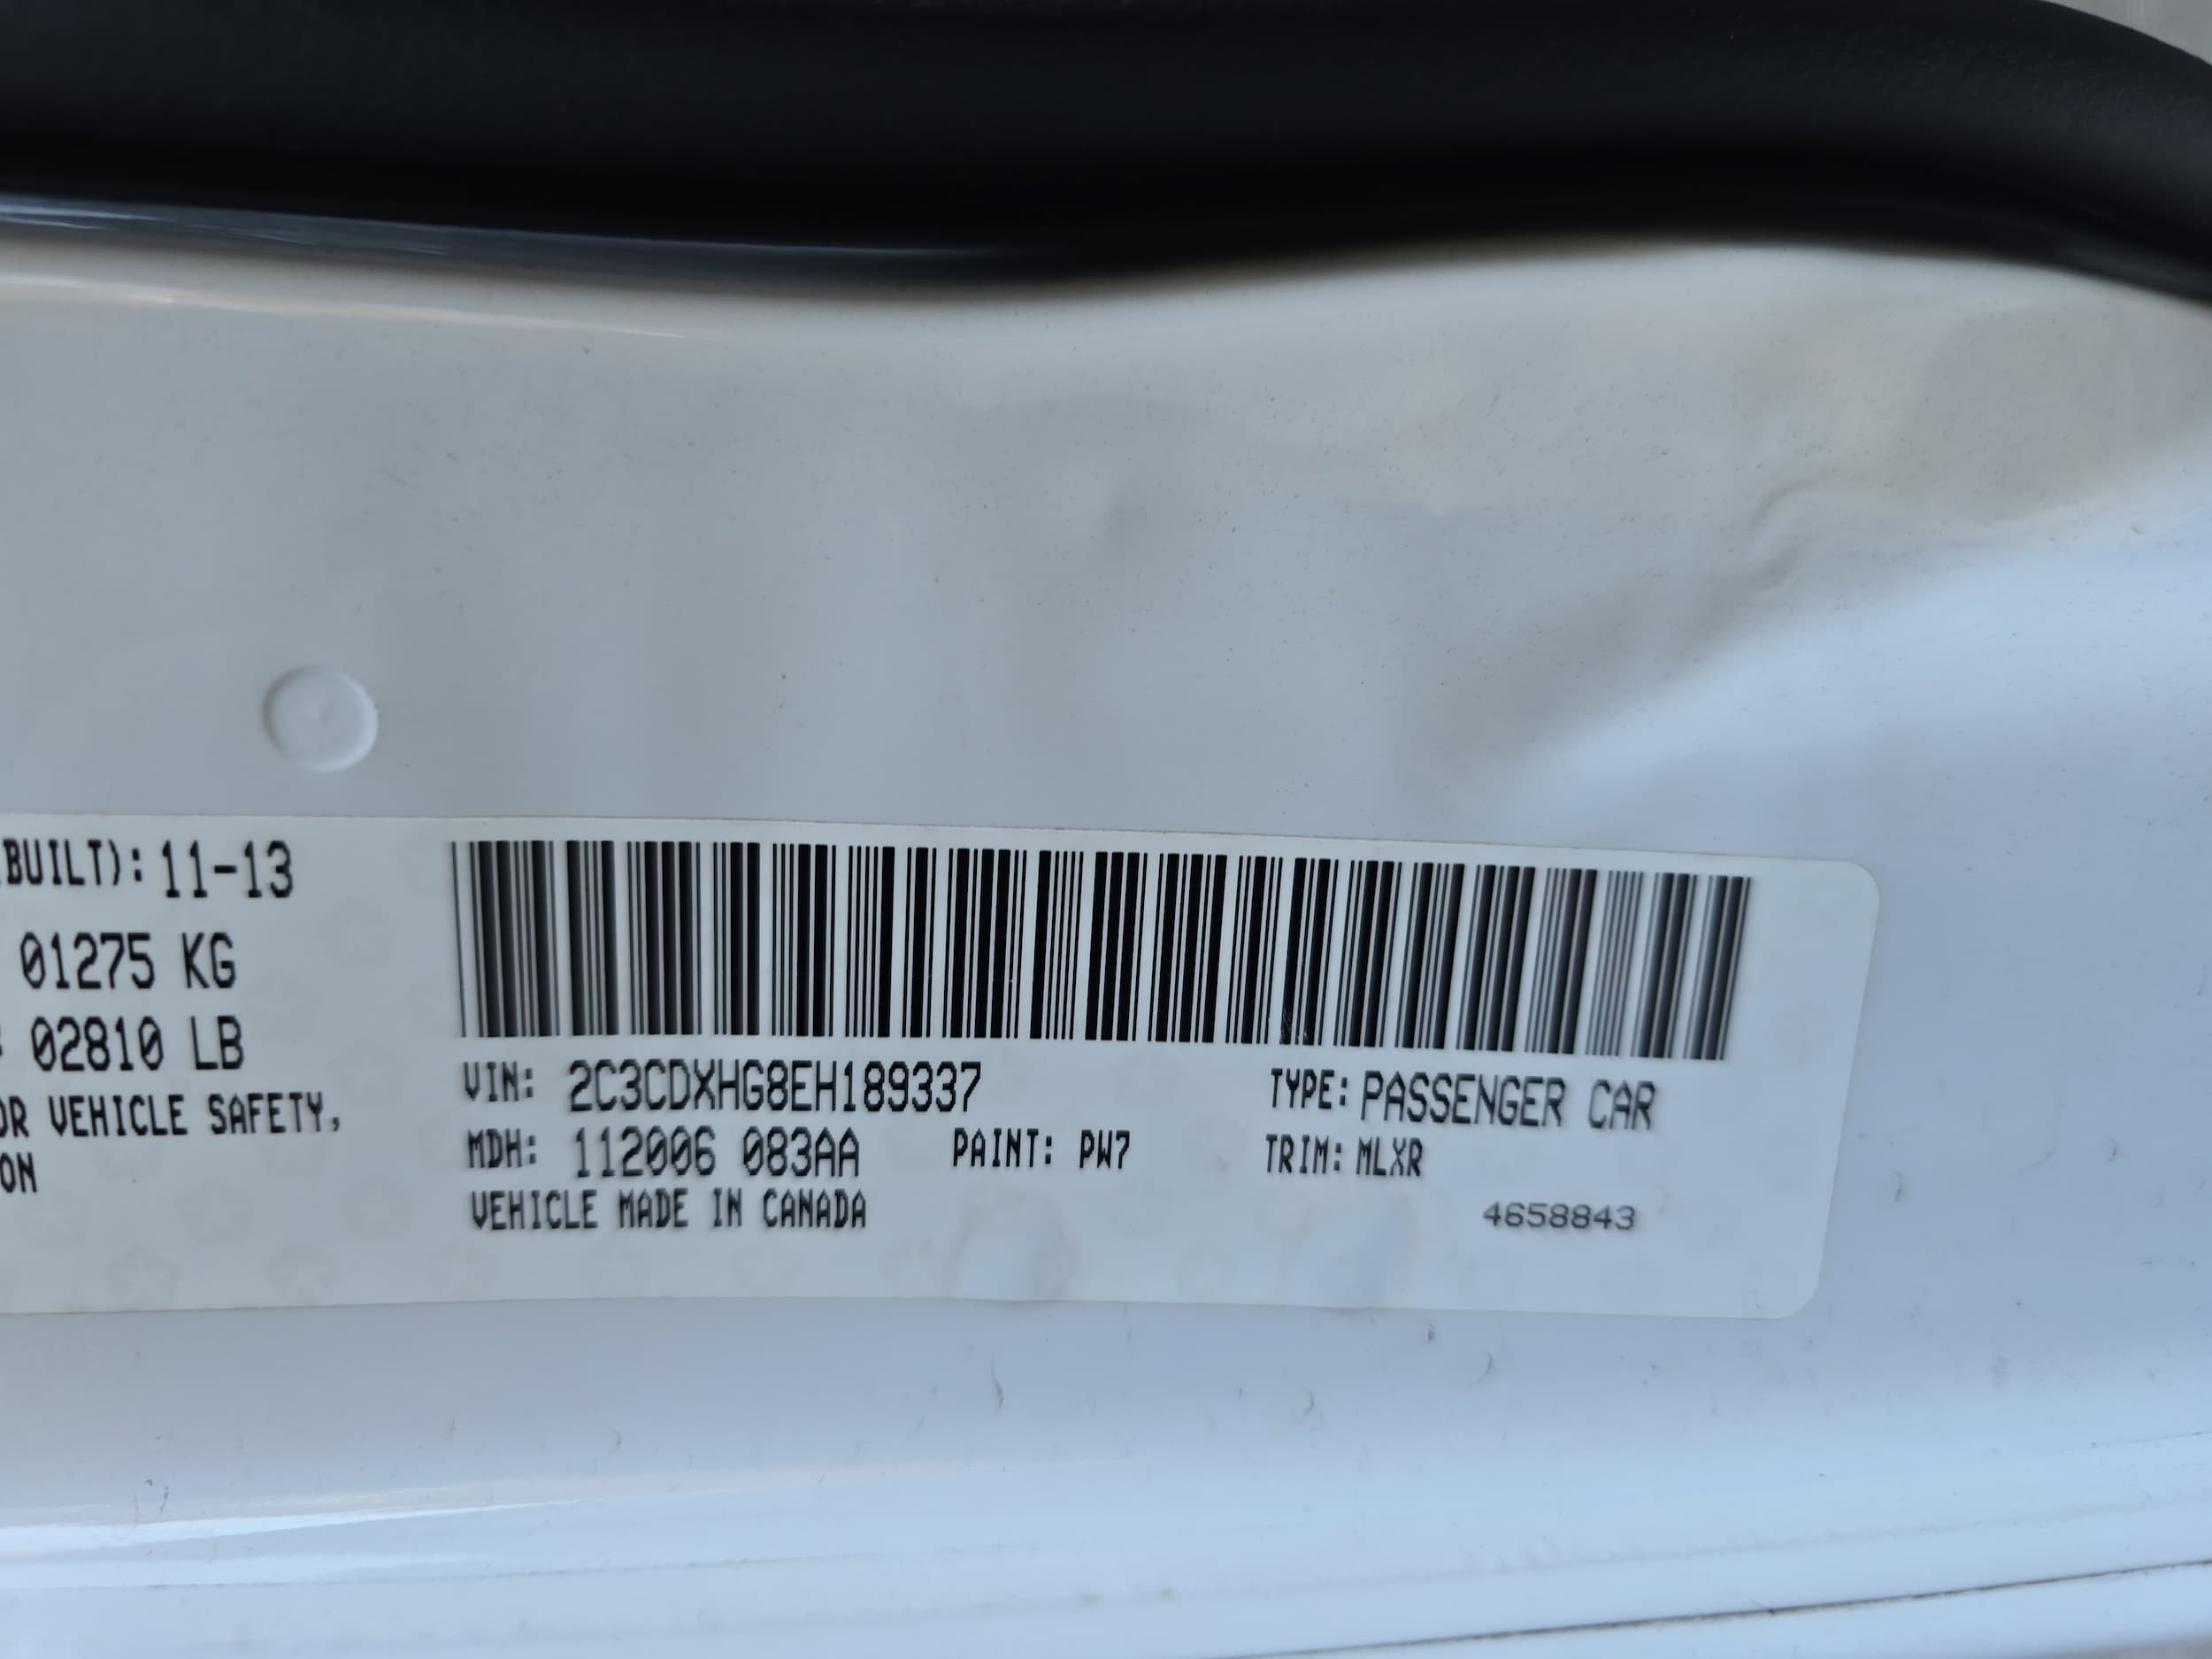 (BUILT): 11-13
01275 KG
02810 LB
OR VEHICLE SAFETY,
ON
VIN: 2C3CDXHG8EH189337
TYPE: PASSENGER CAR
MDH: 112006 083AA PAINT: PW7 TRIM: MLXR
VEHICLE MADE IN CANADA
4658843